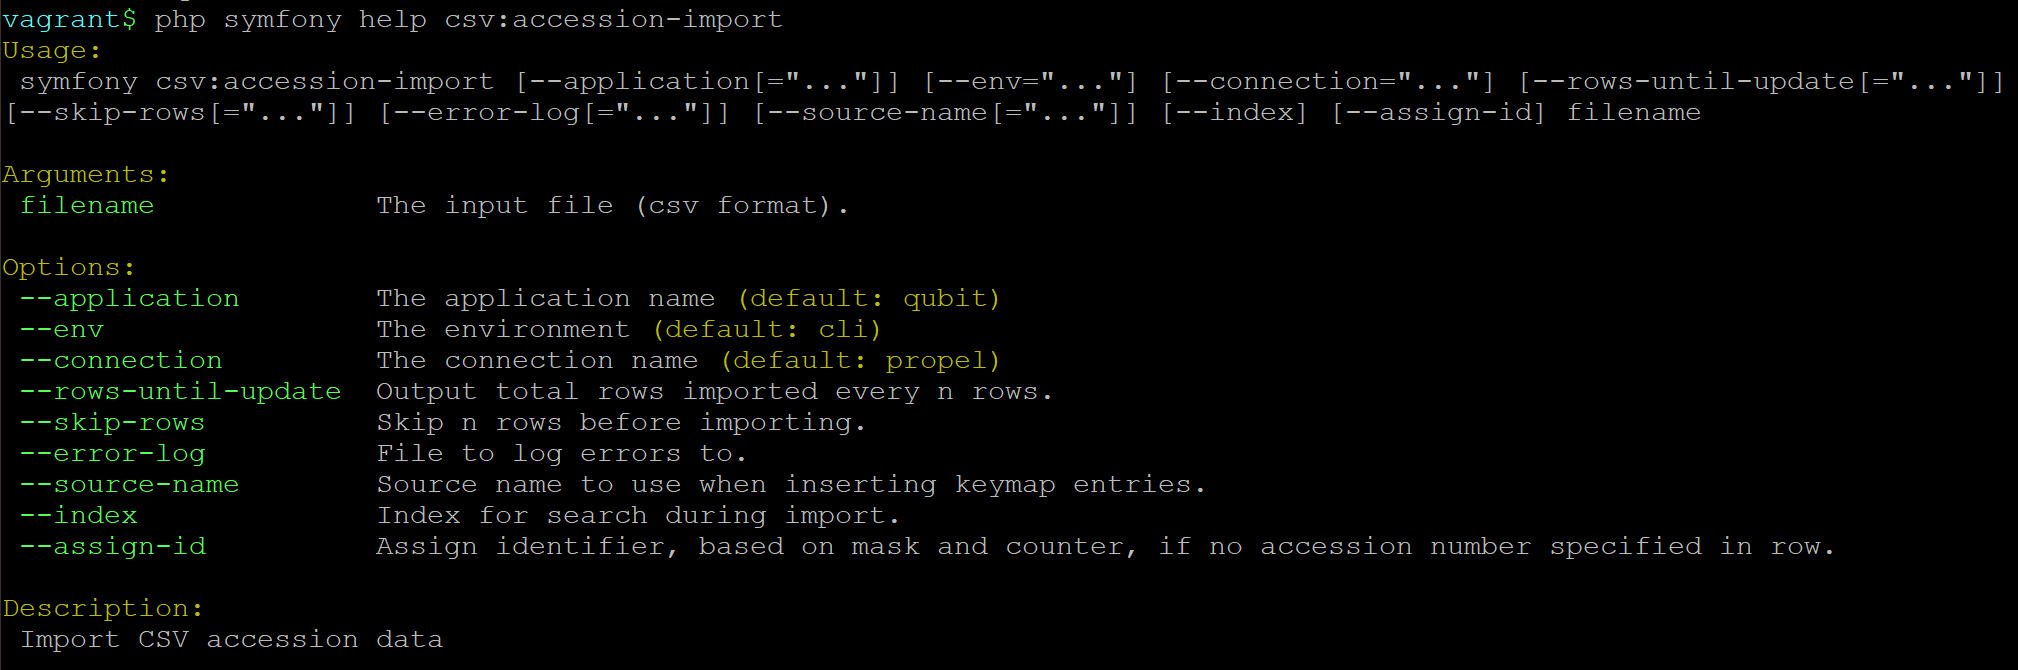 vagrant$ php symfony help csv:accession-import
Usage:
 symfony csv:accession-import [--application[="..."]] [--env="..."] [--connection="..."] [--rows-until-update[="..."]]
[--skip-rows[="..."]] [--error-log[="..."]] [--source-name[="..."]] [--index] [--assign-id] filename

Arguments:
 filename             The input file (csv format).

Options:
 --application        The application name (default: qubit)
 --env                The environment (default: cli)
 --connection         The connection name (default: propel)
 --rows-until-update  Output total rows imported every n rows.
 --skip-rows          Skip n rows before importing.
 --error-log          File to log errors to.
 --source-name        Source name to use when inserting keymap entries.
 --index              Index for search during import.
 --assign-id          Assign identifier, based on mask and counter, if no accession number specified in row.

Description:
 Import CSV accession data